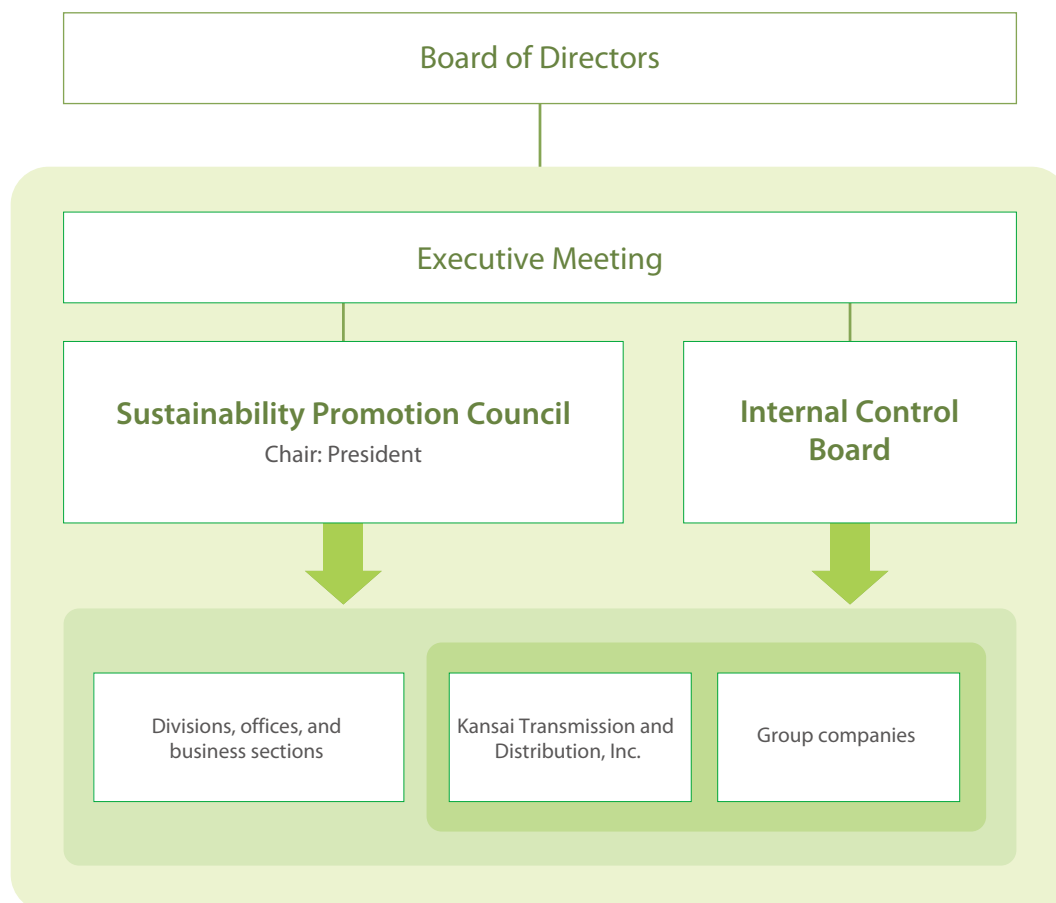 Board of Directors
Executive Meeting
Sustainability Promotion Council
Chair: President
Internal Control
Board
Divisions, offices, and
business sections
Kansai Transmission and
Distribution, Inc.
Group companies